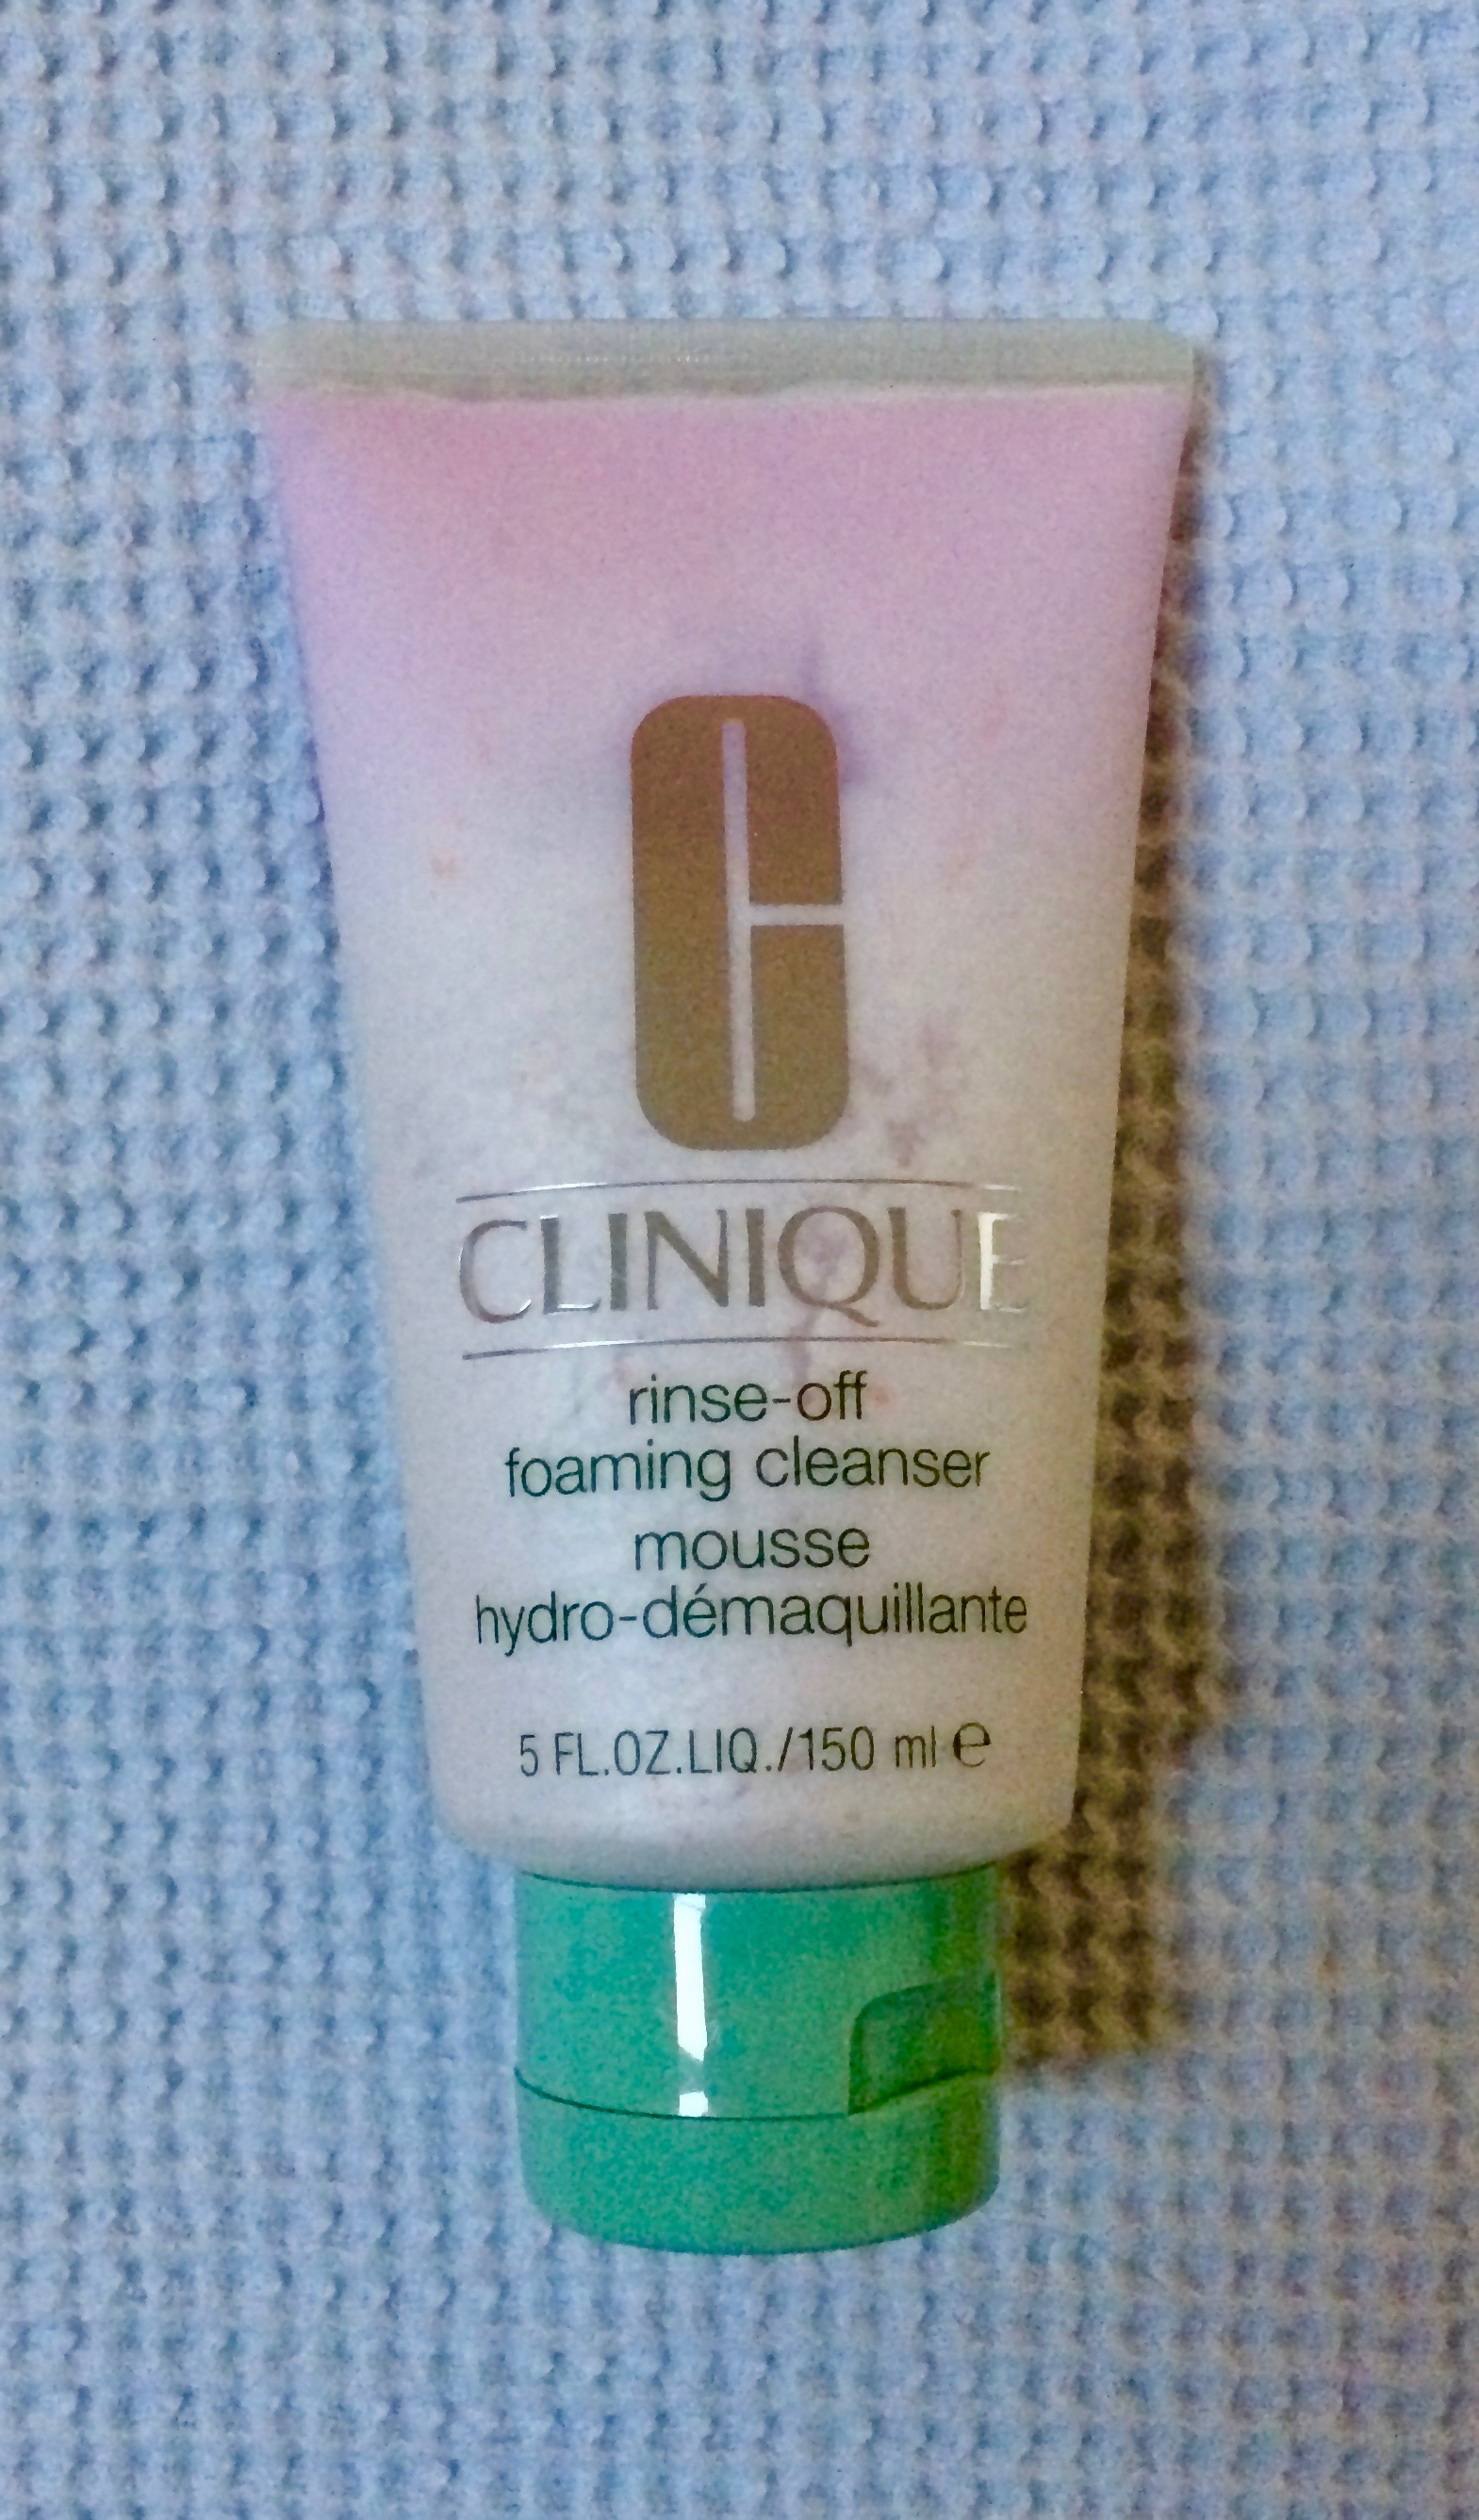 C
CLINIQUE
rinse-off
foaming cleanser
mousse
hydro-démaquillante
5 FL.OZ.LIQ./150 ml ℮